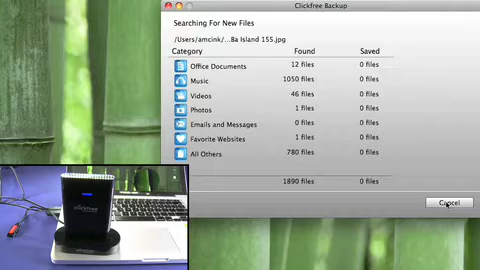 Clickfree Backup
Searching For New Files
/Users/amcink/...Ba Island 155.jpg
Category Found Saved
Office Documents 12 files 0 files
Music 1050 files 0 files
Videos 46 files 0 files
Photos 1 files 0 files
Emails and Messages 0 files 0 files
Favorite Websites 1 files 0 files
All Others 780 files 0 files
1890 files 0 files
Cancel
clickfree